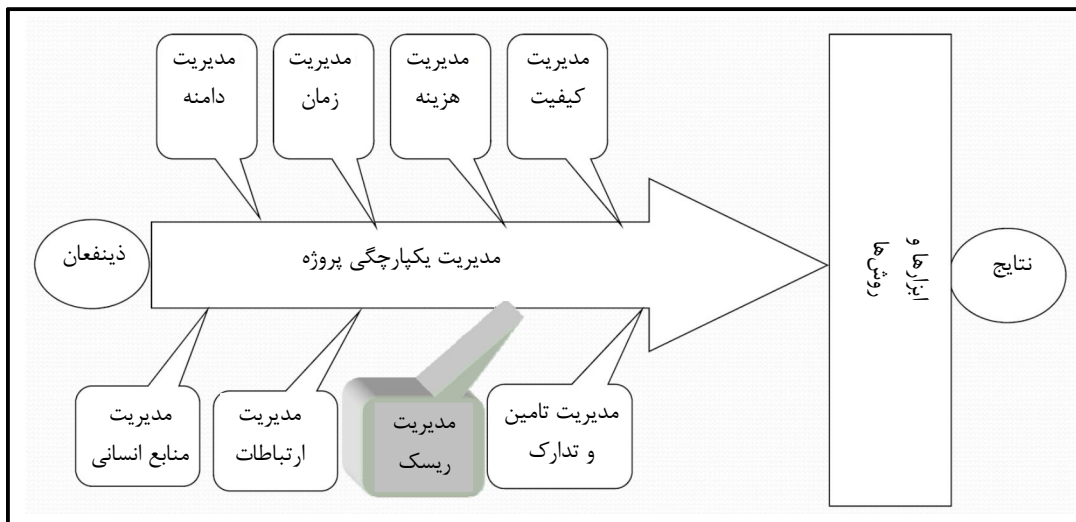 مدیریت
دامنه
مدیریت
زمان
مدیریت
هزینه
مدیریت
کیفیت
ذینفعان
مدیریت یکپارچگی پروژه
ابزارها و
روش‌ها
نتایج
مدیریت
منابع انسانی
مدیریت
ارتباطات
مدیریت
ریسک
مدیریت تامین
و تدارک